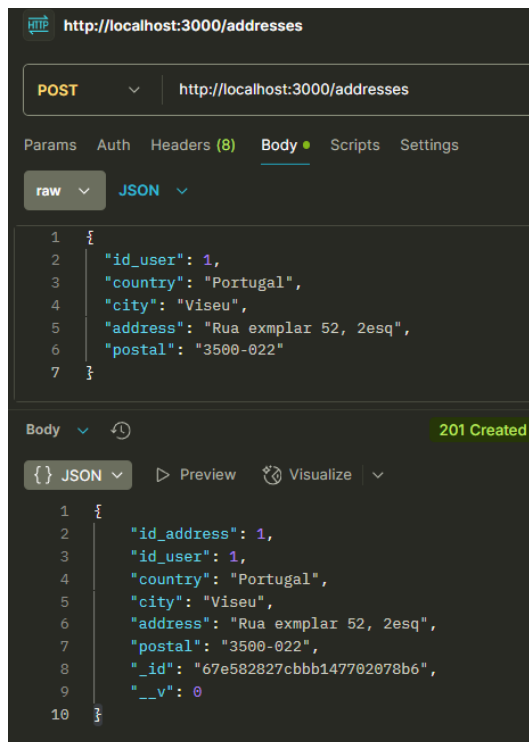 HTTP http://localhost:3000/addresses
POST http://localhost:3000/addresses
Params Auth Headers (8) Body Scripts Settings
raw JSON
1 {
2 "id_user": 1,
3 "country": "Portugal",
4 "city": "Viseu",
5 "address": "Rua exmplar 52, 2esq",
6 "postal": "3500-022"
7 }
Body 201 Created
{} JSON Preview Visualize
1 {
2 "id_address": 1,
3 "id_user": 1,
4 "country": "Portugal",
5 "city": "Viseu",
6 "address": "Rua exmplar 52, 2esq",
7 "postal": "3500-022",
8 "_id": "67e582827cbbb147702078b6",
9 "__v": 0
10 }